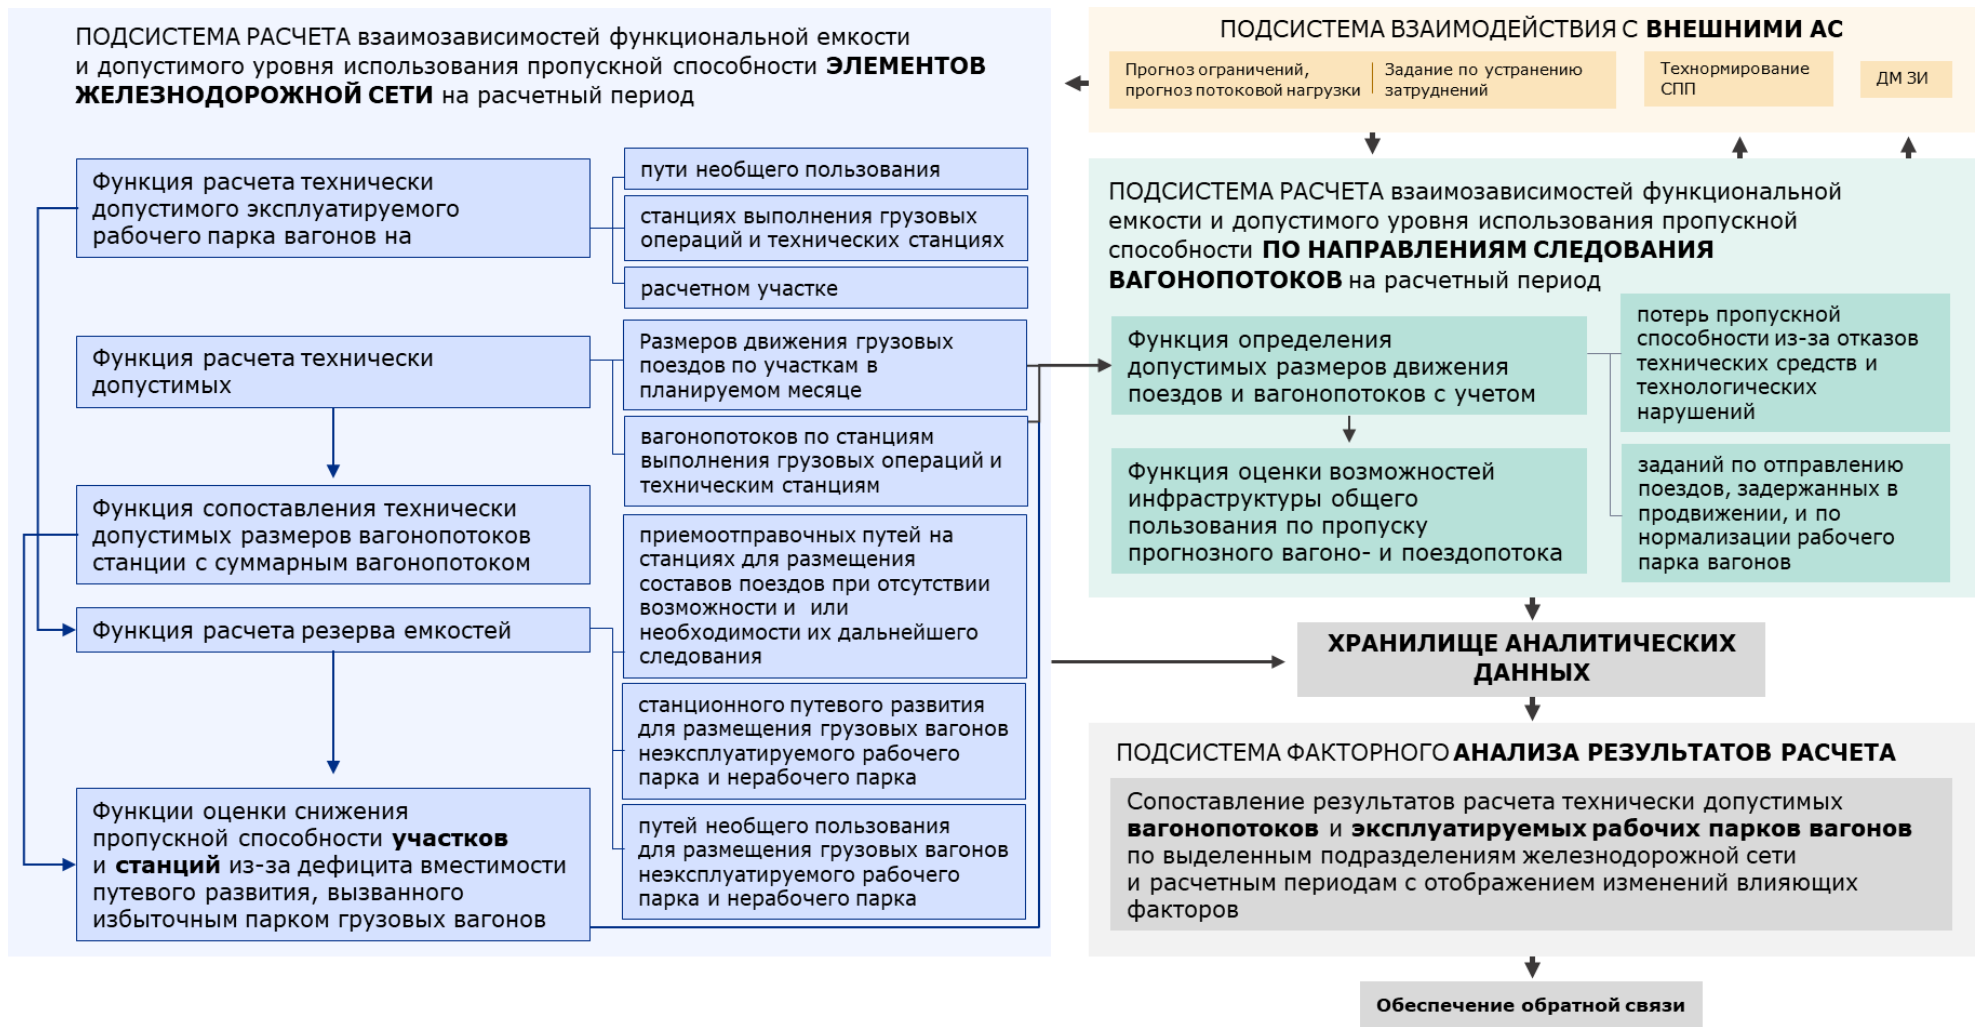 ПОДСИСТЕМА РАСЧЕТА взаимозависимостей функциональной емкости
и допустимого уровня использования пропускной способности ЭЛЕМЕНТОВ
ЖЕЛЕЗНОДОРОЖНОЙ СЕТИ на расчетный период
Функция расчета технически
допустимого эксплуатируемого
рабочего парка вагонов на
пути необщего пользования
станциях выполнения грузовых
операций и технических станциях
расчетном участке
Функция расчета технически
допустимых
Размеров движения грузовых
поездов по участкам в
планируемом месяце
вагонопотоков по станциям
выполнения грузовых операций и
техническим станциям
Функция сопоставления технически
допустимых размеров вагонопотоков
станции с суммарным вагонопотоком
Функция расчета резерва емкостей
приемоотправочных путей на
станциях для размещения
составов поездов при отсутствии
возможности и или
необходимости их дальнейшего
следования
станционного путевого развития
для размещения грузовых вагонов
неэксплуатируемого рабочего
парка и нерабочего парка
путей необщего пользования
для размещения грузовых вагонов
неэксплуатируемого рабочего
парка и нерабочего парка
Функции оценки снижения
пропускной способности участков
и станций из-за дефицита вместимости
путевого развития, вызванного
избыточным парком грузовых вагонов
ПОДСИСТЕМА ВЗАИМОДЕЙСТВИЯ С ВНЕШНИМИ АС
Прогноз ограничений,
прогноз потоковой нагрузки
Задание по устранению
затруднений
Технормирование
СПП
ДМ ЗИ
ПОДСИСТЕМА РАСЧЕТА взаимозависимостей функциональной
емкости и допустимого уровня использования пропускной
способности ПО НАПРАВЛЕНИЯМ СЛЕДОВАНИЯ
ВАГОНОПОТОКОВ на расчетный период
Функция определения
допустимых размеров движения
поездов и вагонопотоков с учетом
потерь пропускной
способности из-за отказов
технических средств и
технологических
нарушений
Функция оценки возможностей
инфраструктуры общего
пользования по пропуску
прогнозного вагоно- и поездопотока
заданий по отправлению
поездов, задержанных в
продвижении, и по
нормализации рабочего
парка вагонов
ХРАНИЛИЩЕ АНАЛИТИЧЕСКИХ
ДАННЫХ
ПОДСИСТЕМА ФАКТОРНОГО АНАЛИЗА РЕЗУЛЬТАТОВ РАСЧЕТА
Сопоставление результатов расчета технически допустимых
вагонопотоков и эксплуатируемых рабочих парков вагонов
по выделенным подразделениям железнодорожной сети
и расчетным периодам с отображением изменений влияющих
факторов
Обеспечение обратной связи